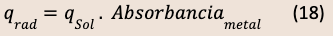 q_rad = q_Sol . Absorbancia_metal (18)